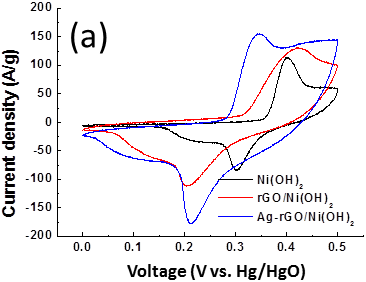 (a)
Current density (A/g)
200
150
100
50
0
-50
-100
-150
-200
Ni(OH)₂
rGO/Ni(OH)₂
Ag-rGO/Ni(OH)₂
0.0 0.1 0.2 0.3 0.4 0.5
Voltage (V vs. Hg/HgO)